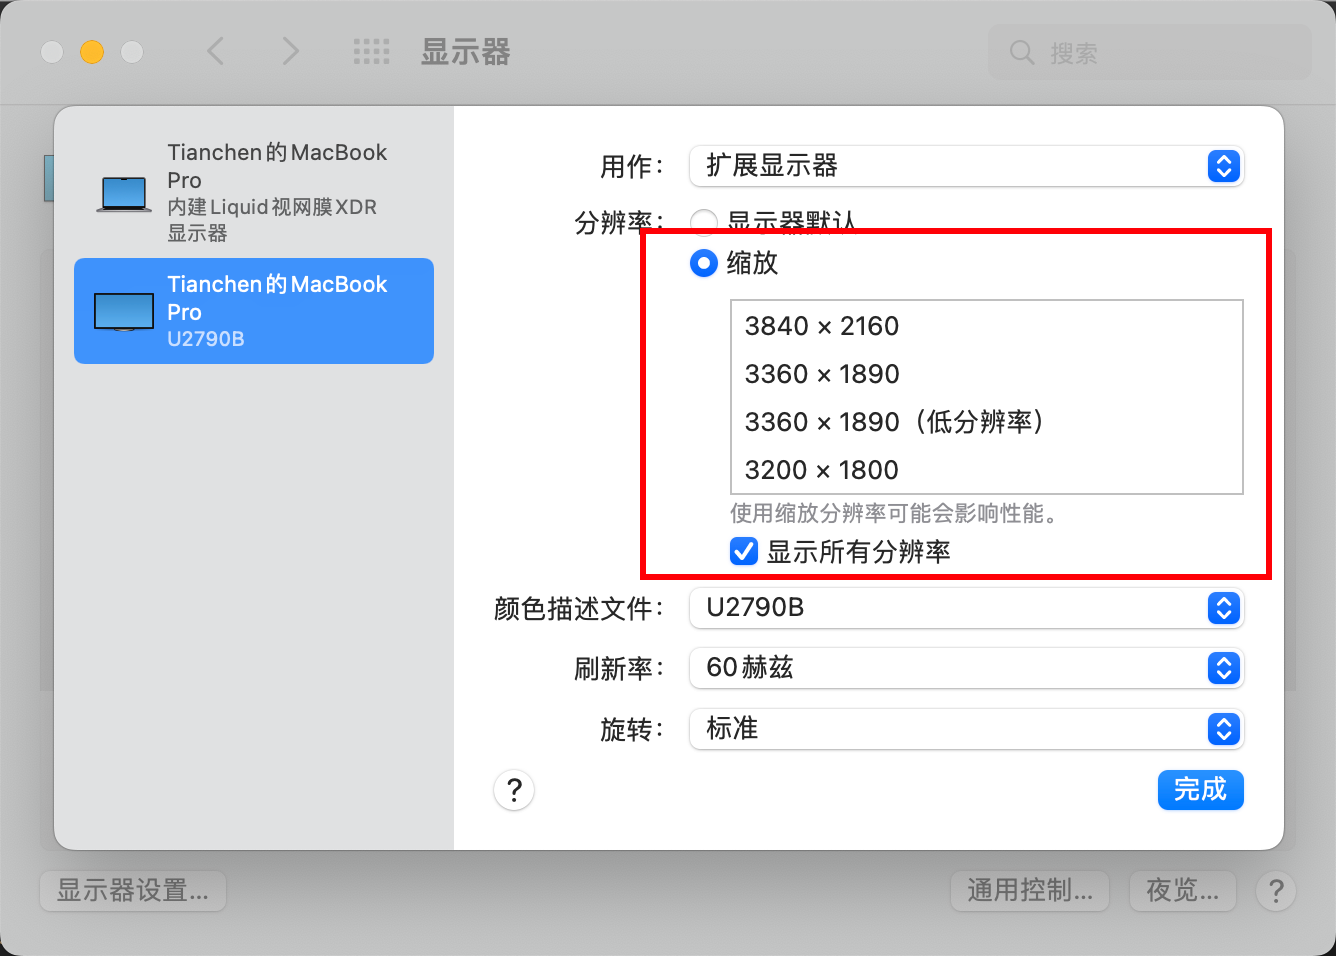 显示器
搜索
Tianchen的MacBook
Pro
内建Liquid视网膜XDR
显示器
Tianchen的MacBook
Pro
U2790B
用作：
扩展显示器
分辨率：
显示器默认
缩放
3840 × 2160
3360 × 1890
3360 × 1890（低分辨率）
3200 × 1800
使用缩放分辨率可能会影响性能。
显示所有分辨率
颜色描述文件：
U2790B
刷新率：
60赫兹
旋转：
标准
?
完成
显示器设置...
通用控制...
夜览...
?